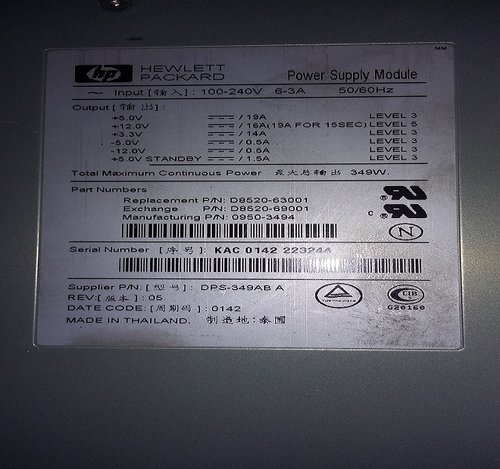 MM
hp HEWLETT
PACKARD
Power Supply Module
~ Input [输入] : 100-240V 6-3A 50/60Hz
Output [输出] :
+5.0V ⎓ / 19A LEVEL 3
+12.0V ⎓ / 16A(19A FOR 15SEC) LEVEL 5
+3.3V ⎓ / 14A LEVEL 3
-5.0V ⎓ / 0.5A LEVEL 3
-12.0V ⎓ / 0.5A LEVEL 3
+5.0V STANDBY ⎓ / 1.5A LEVEL 3
Total Maximum Continuous Power 最大总输出 349W.
Part Numbers
Replacement P/N: D8520-63001
Exchange P/N: D8520-69001
Manufacturing P/N: 0950-3494
c
N
Serial Number [序号] : KAC 0142 223244
Supplier P/N: [型号] : DPS-349AB A
REV:[版本] : 05
DATE CODE: [周期码] : 0142
MADE IN THAILAND. 制造地:泰國
CIB
G20160